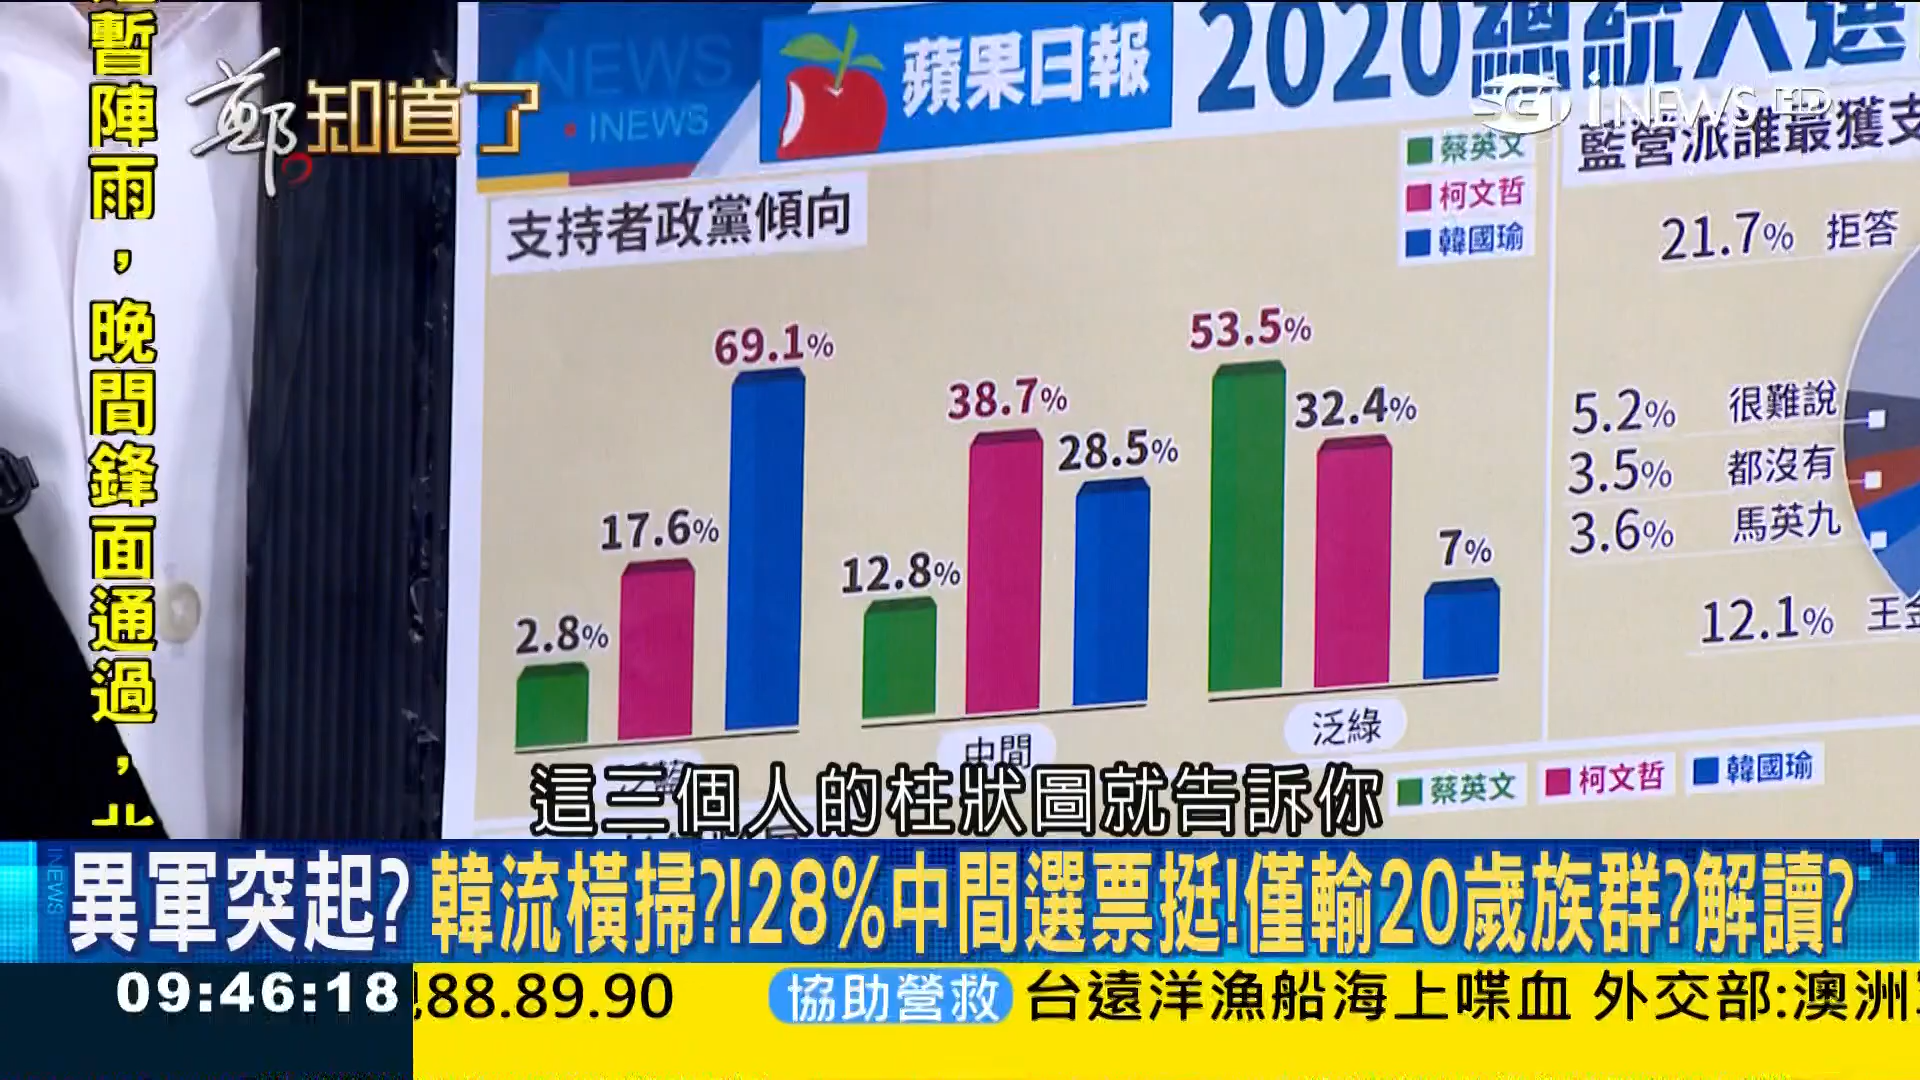 暫陣雨，晚間鋒面通過，北
鄭知道了
NEWS
INEWS
蘋果日報
2020總統大選
iNEWS HD
支持者政黨傾向
蔡英文
柯文哲
韓國瑜
藍營派誰最獲支
21.7% 拒答
5.2% 很難說
3.5% 都沒有
3.6% 馬英九
12.1% 王金
2.8%
17.6%
69.1%
12.8%
38.7%
28.5%
53.5%
32.4%
7%
中間
泛綠
蔡英文 柯文哲 韓國瑜
這三個人的柱狀圖就告訴你
異軍突起? 韓流橫掃?!28%中間選票挺!僅輸20歲族群?解讀?
09:46:18
88.89.90 協助營救 台遠洋漁船海上喋血 外交部:澳洲